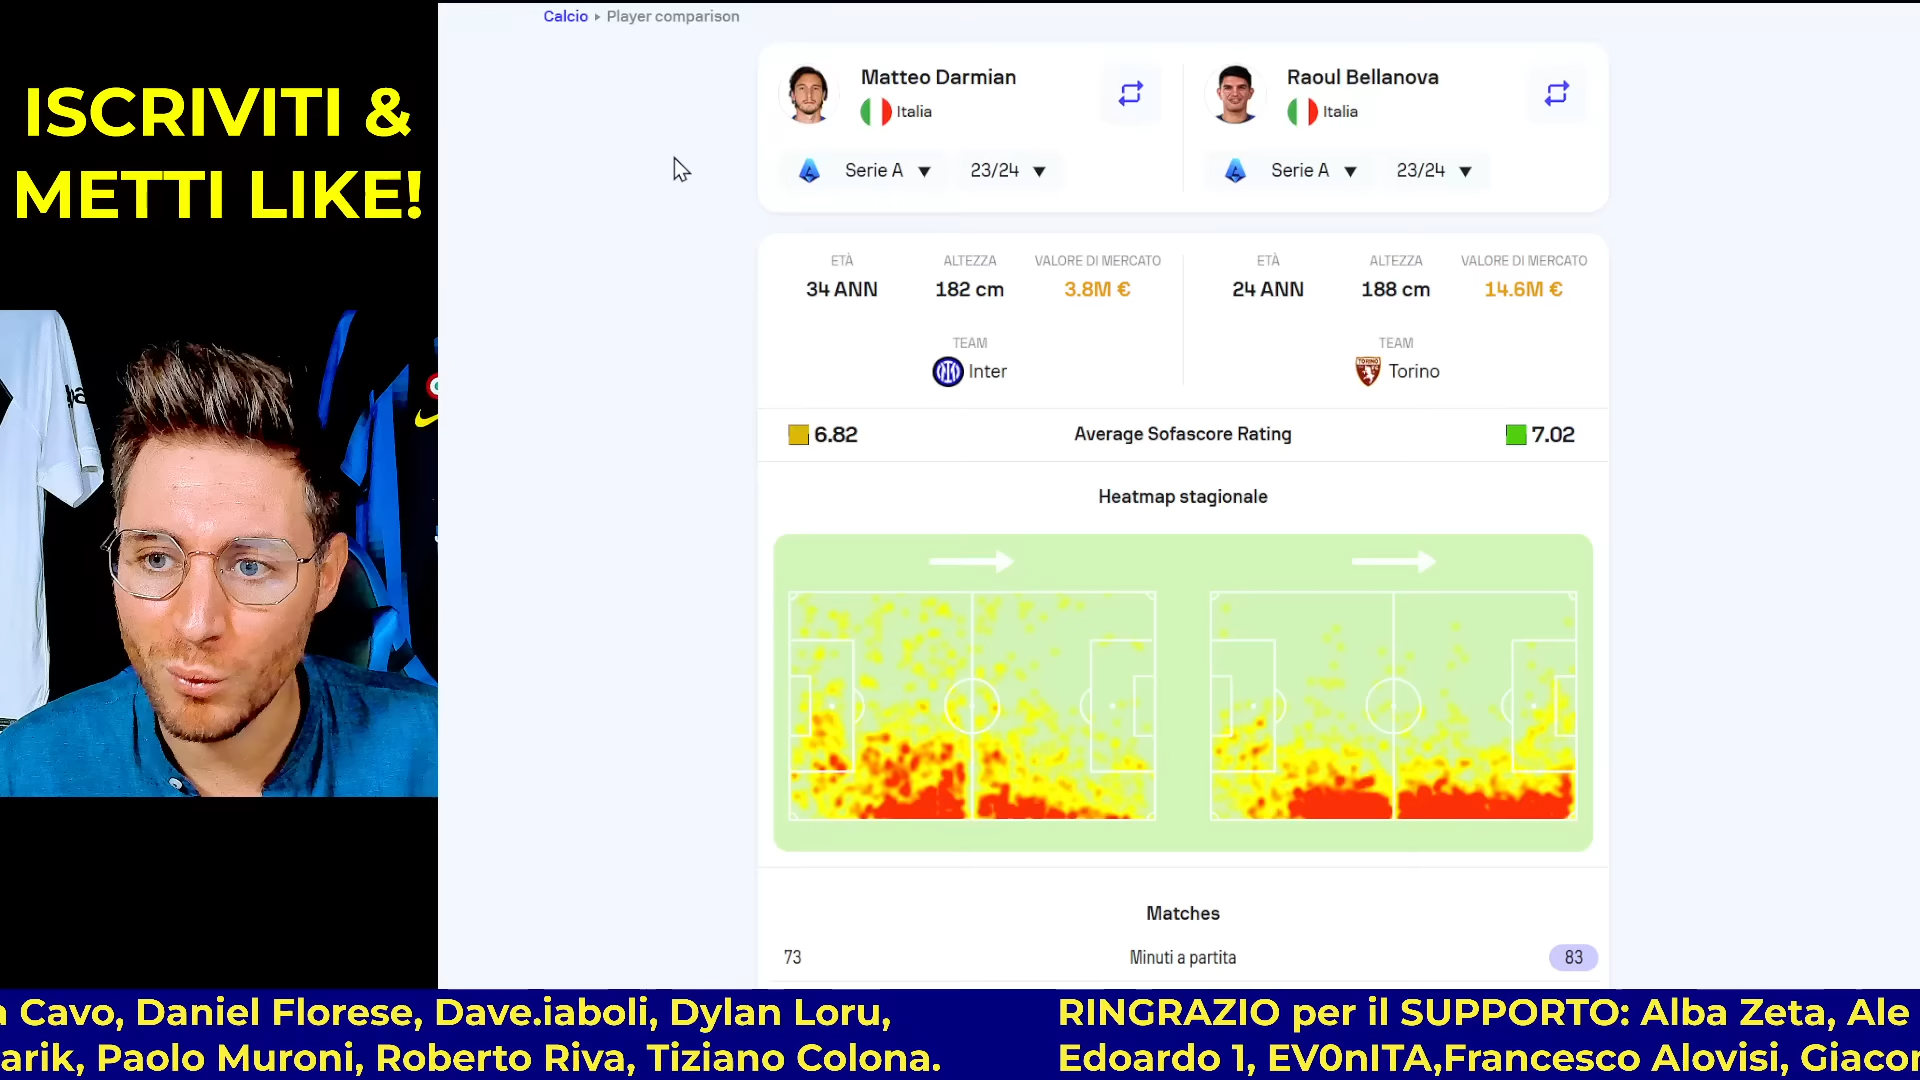 Calcio ▸ Player comparison
ISCRIVITI &
METTI LIKE!
Matteo Darmian
Italia
Serie A ▼ 23/24 ▼
Raoul Bellanova
Italia
Serie A ▼ 23/24 ▼
ETÀ ALTEZZA VALORE DI MERCATO
34 ANN 182 cm 3.8M €
TEAM
Inter
ETÀ ALTEZZA VALORE DI MERCATO
24 ANN 188 cm 14.6M €
TEAM
Torino
6.82 Average Sofascore Rating 7.02
Heatmap stagionale
Matches
73 Minuti a partita 83
a Cavo, Daniel Florese, Dave.iaboli, Dylan Loru,
arik, Paolo Muroni, Roberto Riva, Tiziano Colona.
RINGRAZIO per il SUPPORTO: Alba Zeta, Ale
Edoardo 1, EV0nITA,Francesco Alovisi, Giacor